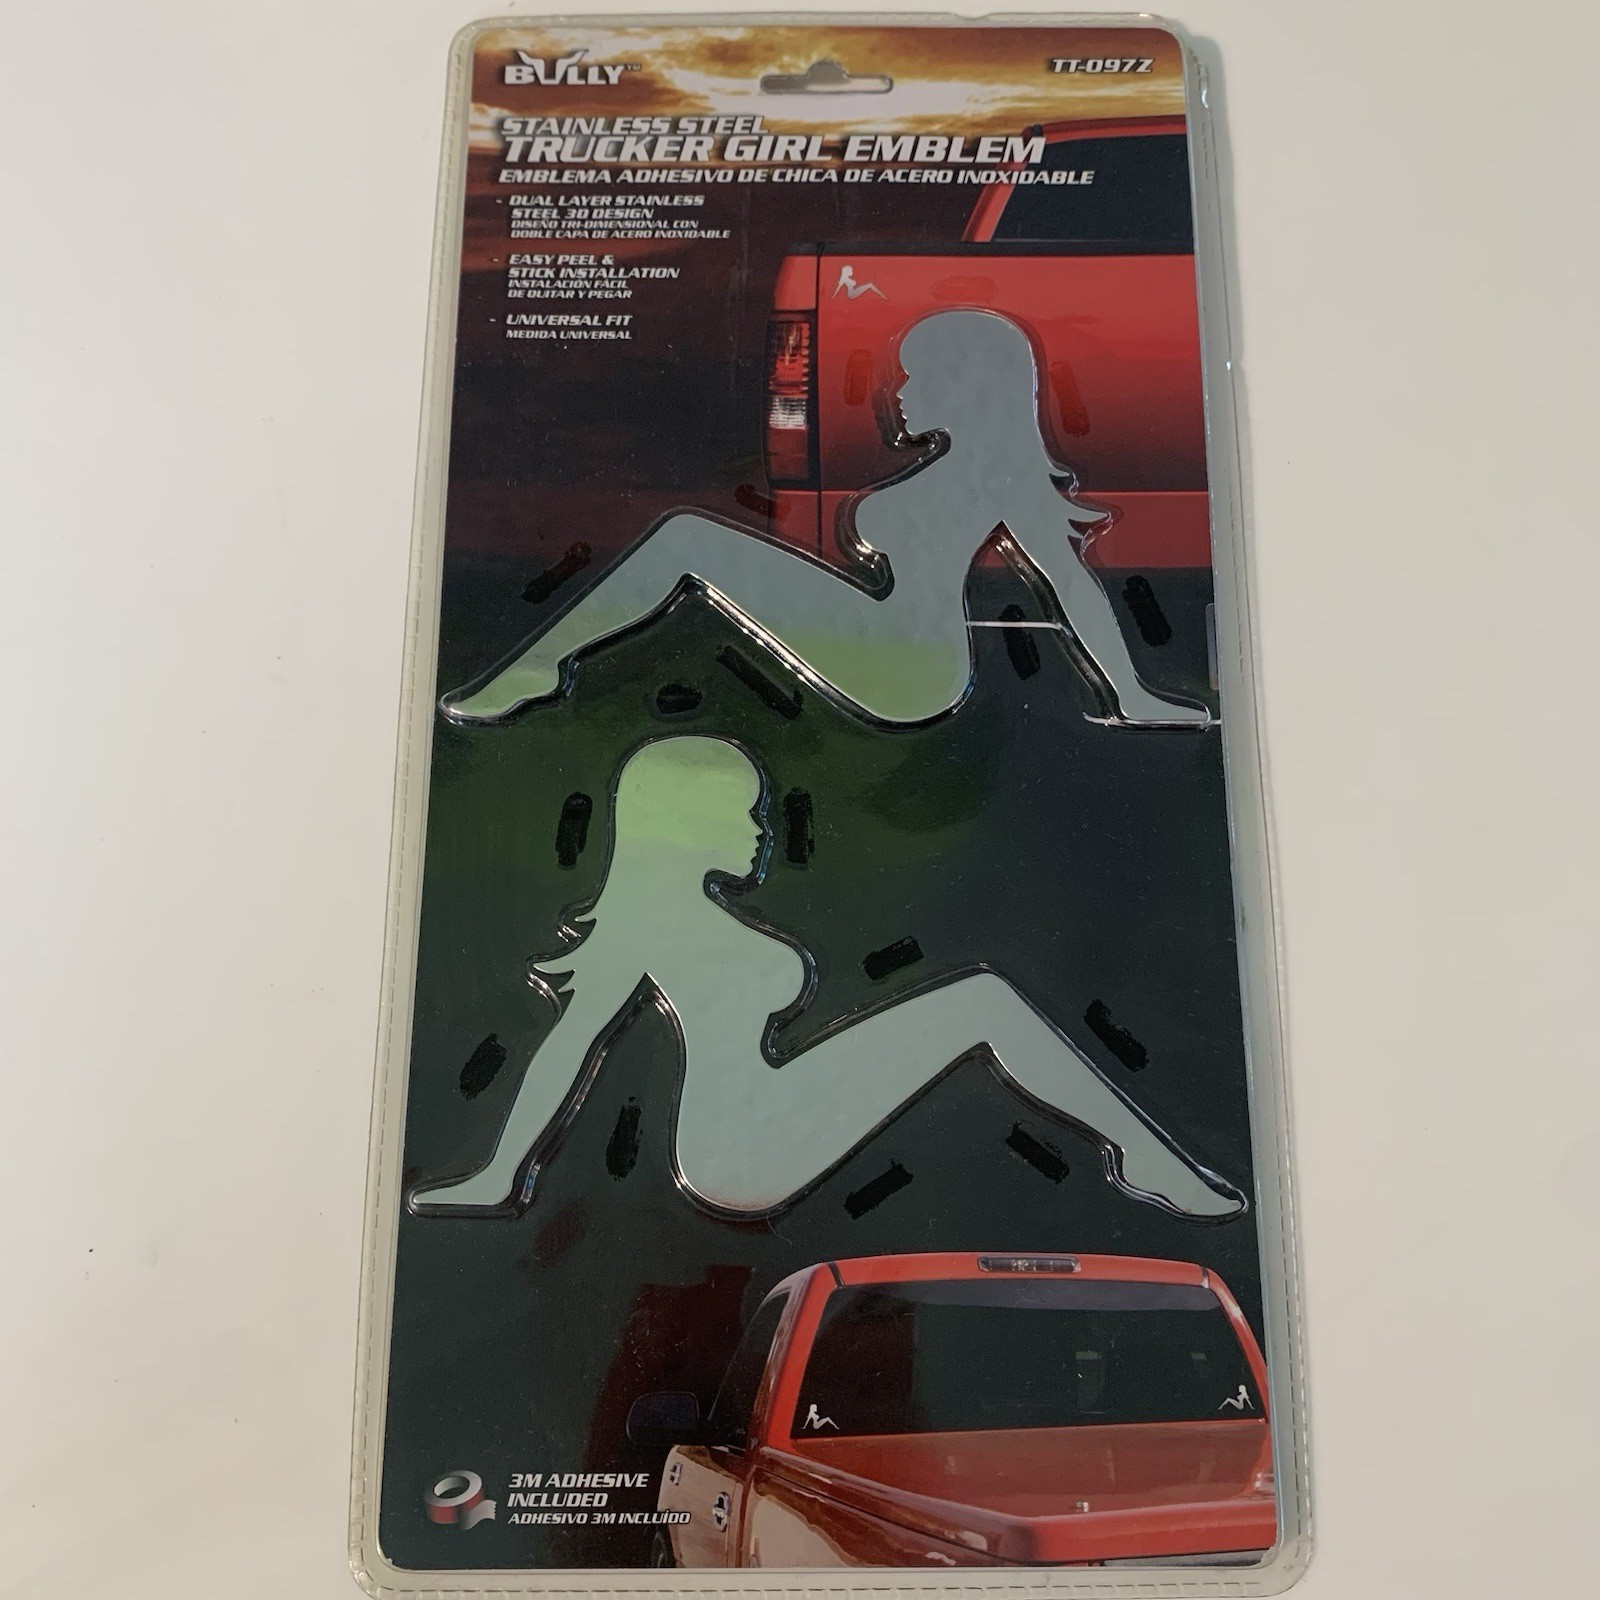 BULLY™
TT-097Z
STAINLESS STEEL
TRUCKER GIRL EMBLEM
EMBLEMA ADHESIVO DE CHICA DE ACERO INOXIDABLE
- DUAL LAYER STAINLESS
STEEL 3D DESIGN
DISEÑO TRI-DIMENSIONAL CON
DOBLE CAPA DE ACERO INOXIDABLE
- EASY PEEL &
STICK INSTALLATION
INSTALACIÓN FÁCIL
DE QUITAR Y PEGAR
- UNIVERSAL FIT
MEDIDA UNIVERSAL
3M ADHESIVE
INCLUDED
ADHESIVO 3M INCLUÍDO